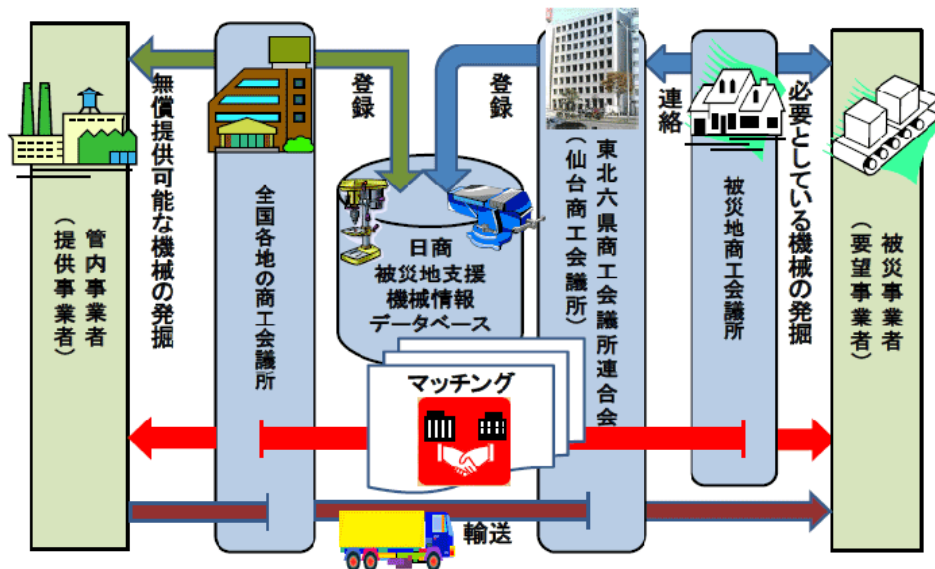 管内事業者
（提供事業者）
無償提供可能な機械の発掘
全国各地の商工会議所
登録
登録
日商
被災地支援
機械情報
データベース
マッチング
輸送
東北六県商工会議所連合会
（仙台商工会議所）
連絡
被災地商工会議所
必要としている機械の発掘
被災事業者
（要望事業者）